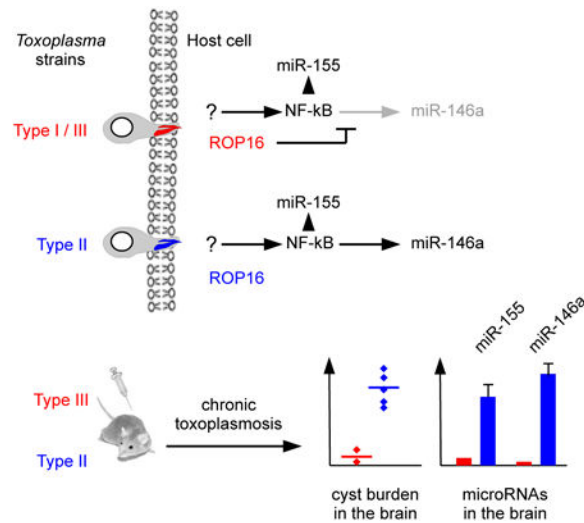 Toxoplasma
strains
Host cell
miR-155
Type I / III
?
NF-kB
miR-146a
ROP16
miR-155
Type II
?
NF-kB
miR-146a
ROP16
miR-155
miR-146a
Type III
Type II
chronic
toxoplasmosis
cyst burden
in the brain
microRNAs
in the brain